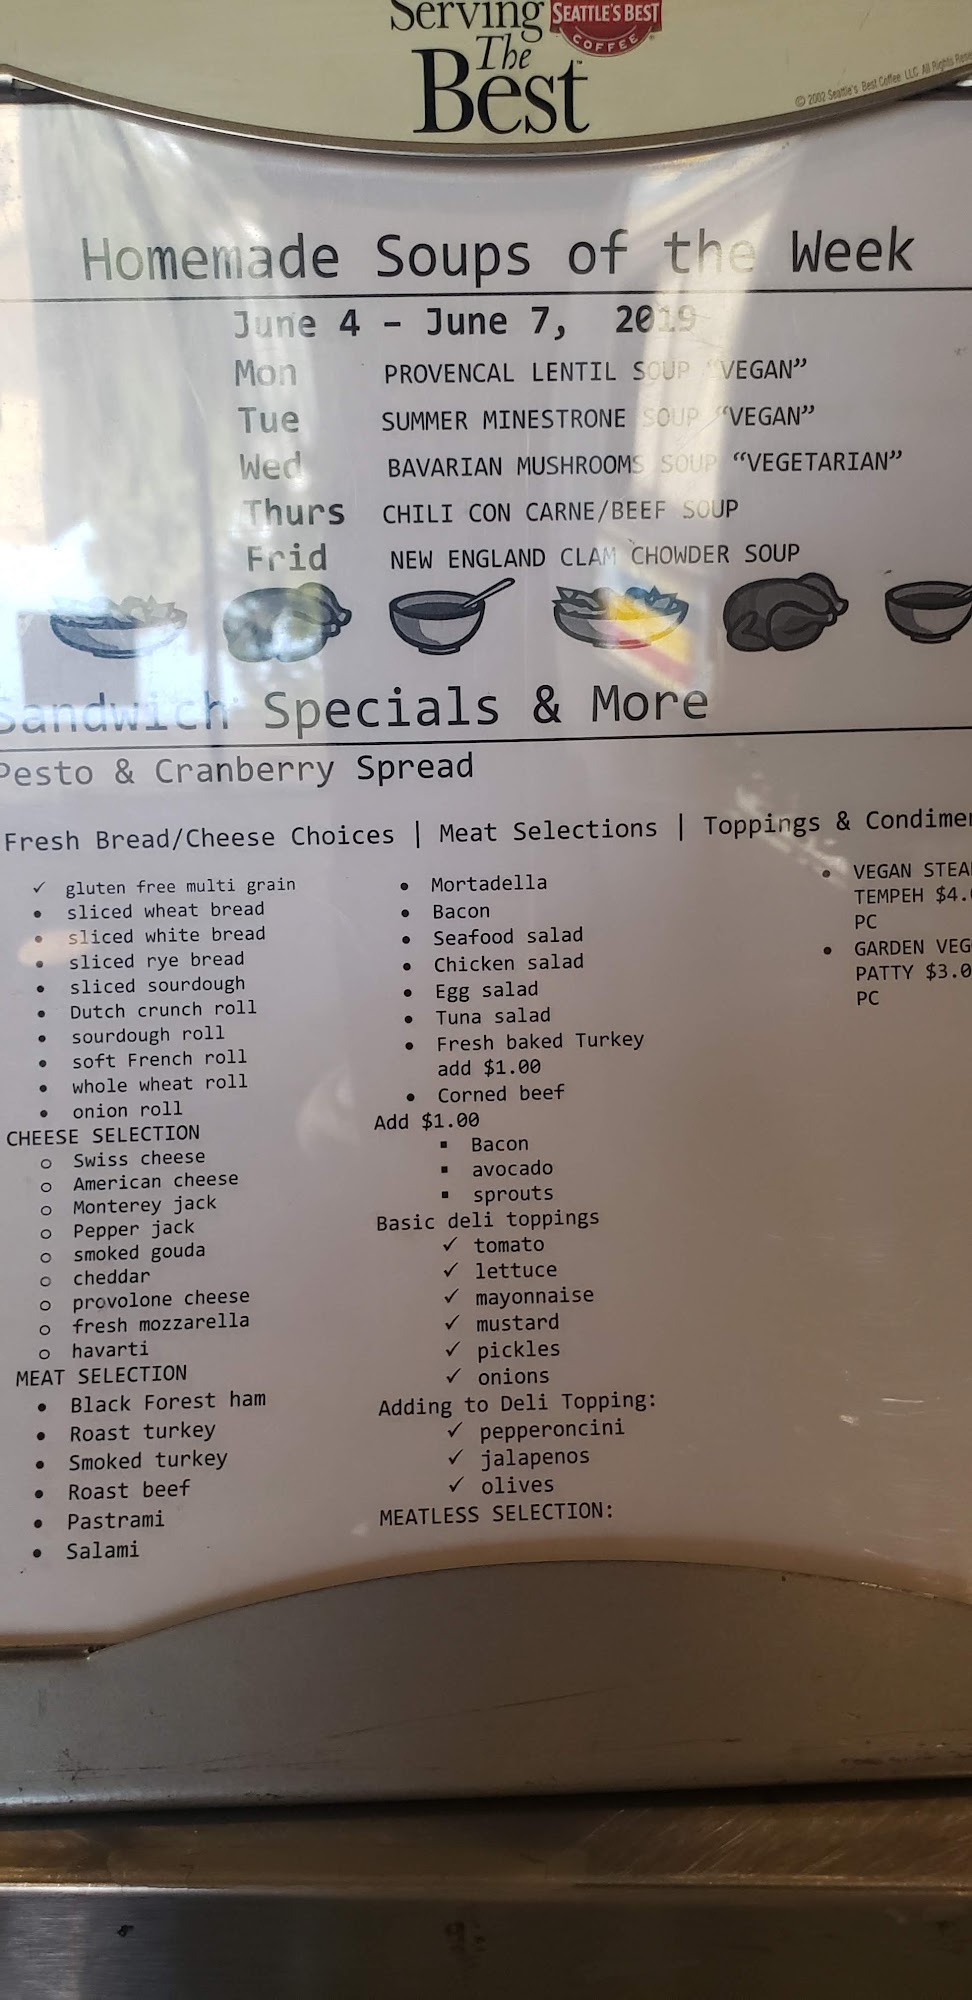 Serving SEATTLE'S BEST
COFFEE
The
Best
© 2002 Seattle's Best Coffee LLC All Rights
Homemade Soups of the Week
June 4 – June 7, 2019
Mon PROVENCAL LENTIL SOUP "VEGAN"
Tue SUMMER MINESTRONE SOUP "VEGAN"
Wed BAVARIAN MUSHROOMS SOUP "VEGETARIAN"
Thurs CHILI CON CARNE/BEEF SOUP
Frid NEW ENGLAND CLAM CHOWDER SOUP
Sandwich Specials & More
Pesto & Cranberry Spread
Fresh Bread/Cheese Choices | Meat Selections | Toppings & Condimen
✓ gluten free multi grain
• sliced wheat bread
• sliced white bread
• sliced rye bread
• sliced sourdough
• Dutch crunch roll
• sourdough roll
• soft French roll
• whole wheat roll
• onion roll
CHEESE SELECTION
o Swiss cheese
o American cheese
o Monterey jack
o Pepper jack
o smoked gouda
o cheddar
o provolone cheese
o fresh mozzarella
o havarti
MEAT SELECTION
• Black Forest ham
• Roast turkey
• Smoked turkey
• Roast beef
• Pastrami
• Salami
• Mortadella
• Bacon
• Seafood salad
• Chicken salad
• Egg salad
• Tuna salad
• Fresh baked Turkey
add $1.00
• Corned beef
Add $1.00
▪ Bacon
▪ avocado
▪ sprouts
Basic deli toppings
✓ tomato
✓ lettuce
✓ mayonnaise
✓ mustard
✓ pickles
✓ onions
Adding to Deli Topping:
✓ pepperoncini
✓ jalapenos
✓ olives
MEATLESS SELECTION:
• VEGAN STEA
TEMPEH $4.
PC
• GARDEN VEG
PATTY $3.0
PC